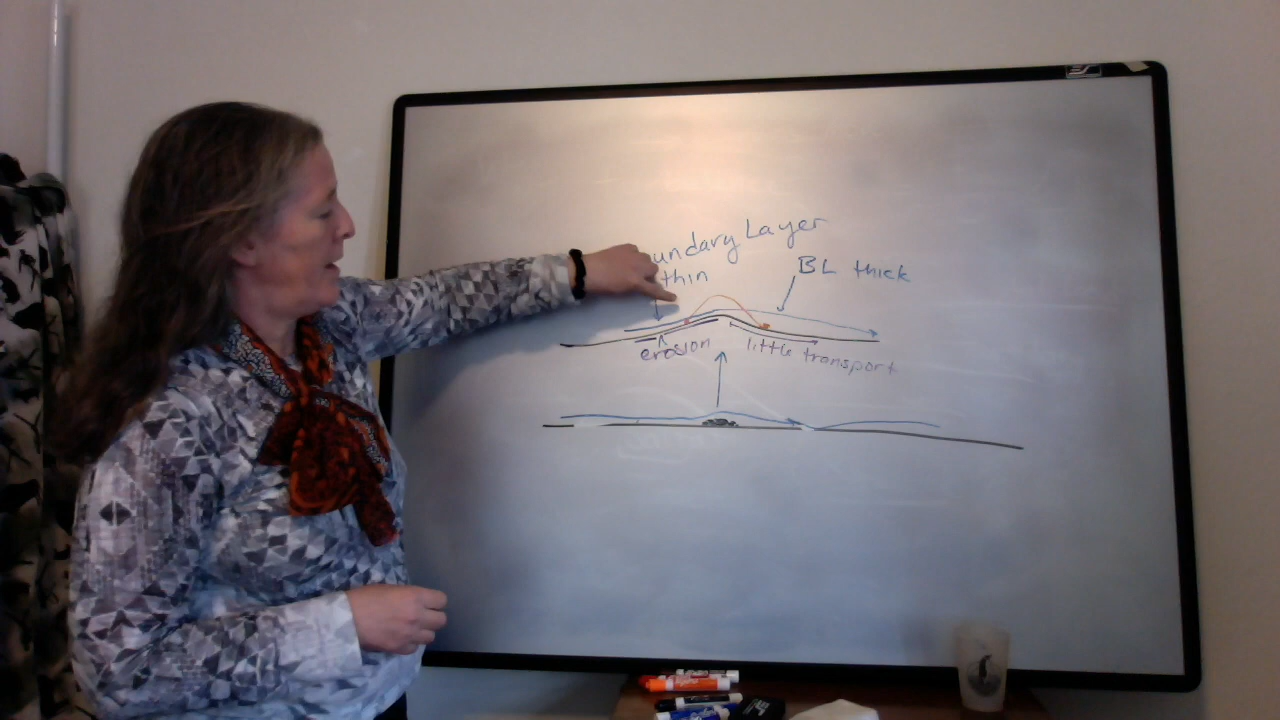 undary Layer
thin
BL thick
erosion
little transport